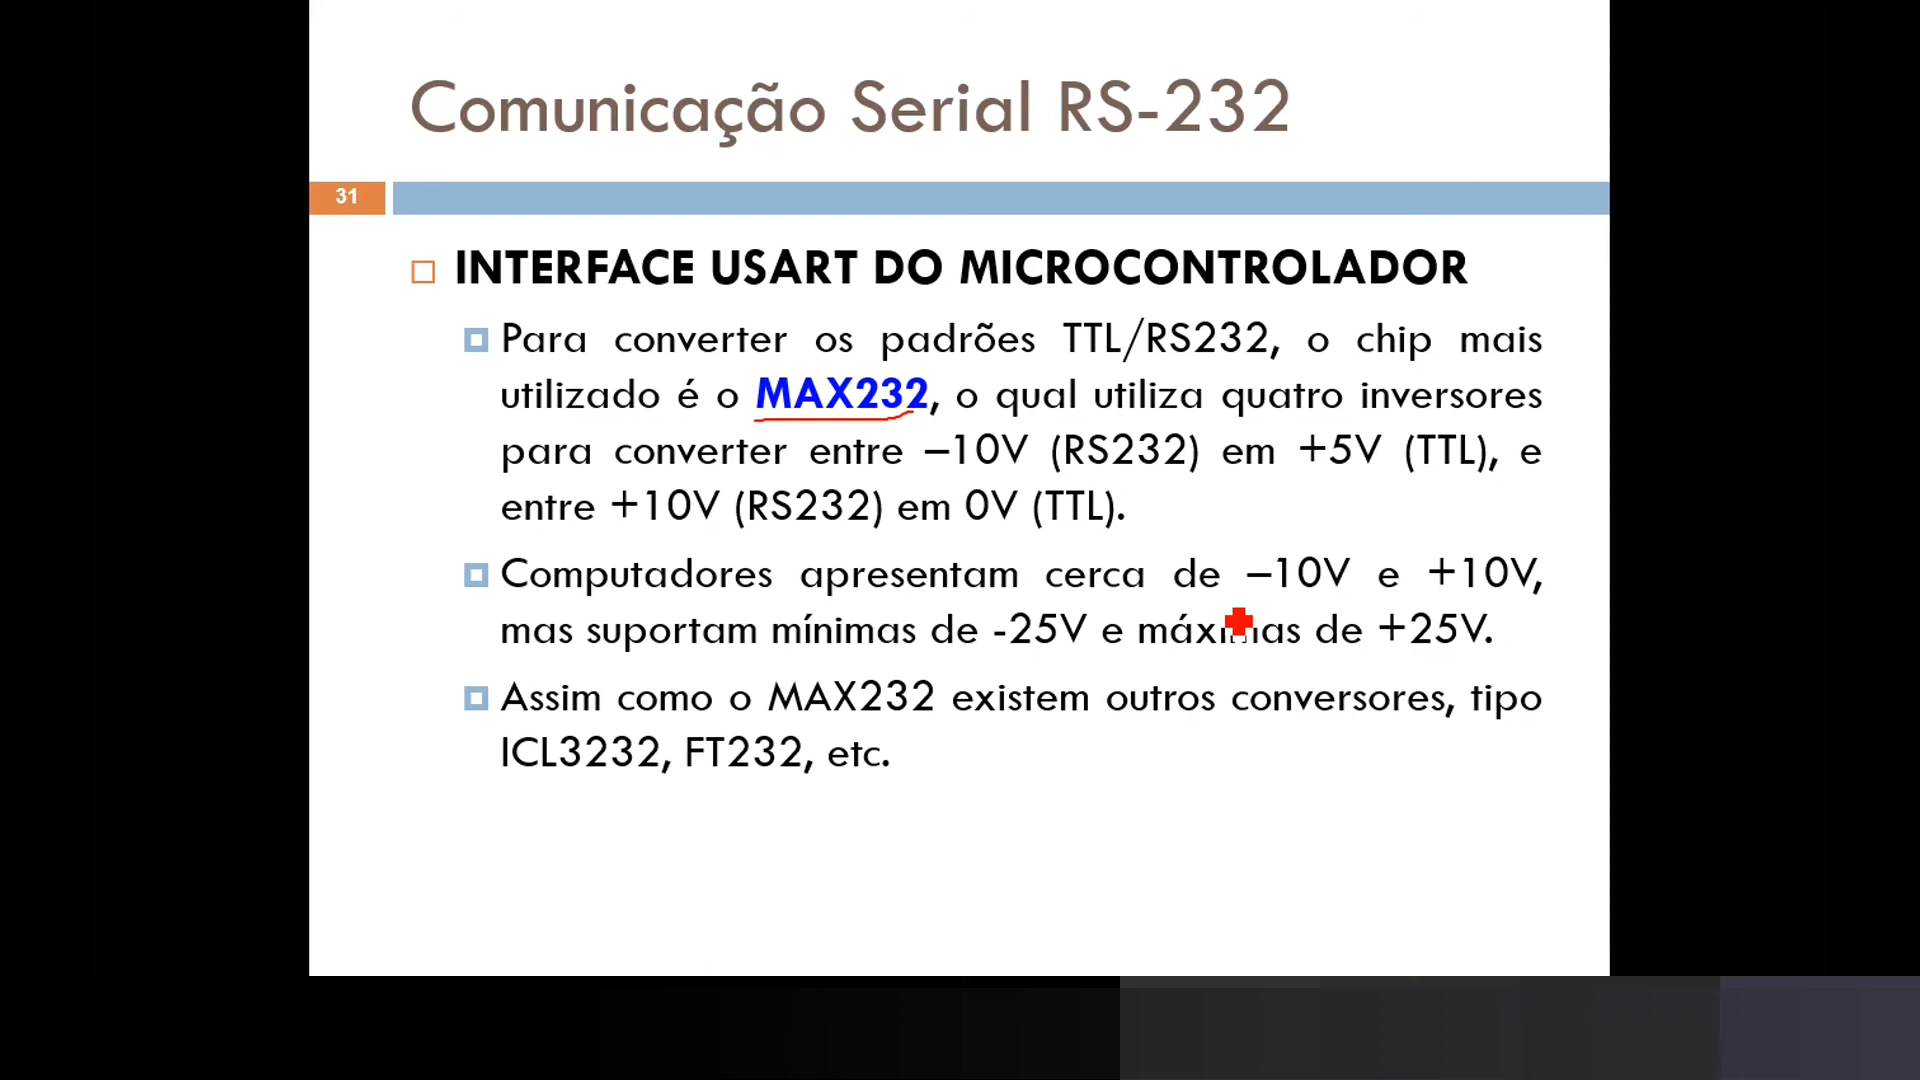 Comunicação Serial RS-232
31
INTERFACE USART DO MICROCONTROLADOR
Para converter os padrões TTL/RS232, o chip mais
utilizado é o MAX232, o qual utiliza quatro inversores
para converter entre –10V (RS232) em +5V (TTL), e
entre +10V (RS232) em 0V (TTL).
Computadores apresentam cerca de –10V e +10V,
mas suportam mínimas de -25V e máximas de +25V.
Assim como o MAX232 existem outros conversores, tipo
ICL3232, FT232, etc.